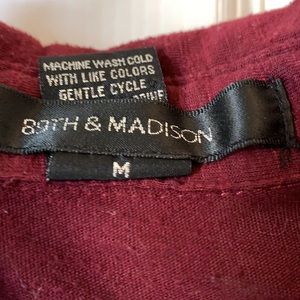 MACHINE WASH COLD
WITH LIKE COLORS
GENTLE CYCLE
89TH & MADISON
M